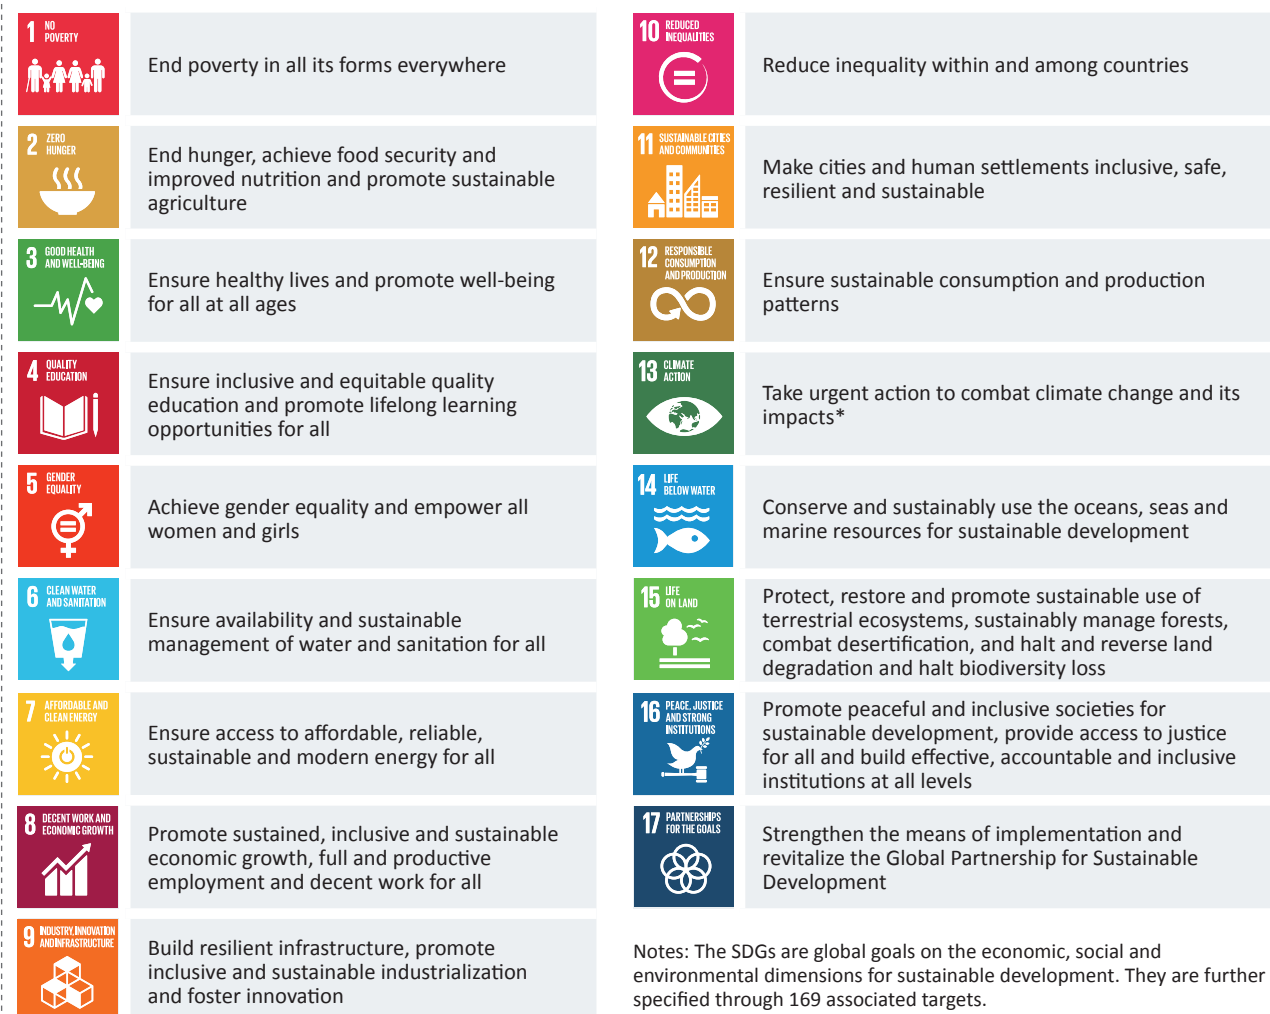 1 NO
POVERTY
End poverty in all its forms everywhere
2 ZERO
HUNGER
End hunger, achieve food security and
improved nutrition and promote sustainable
agriculture
3 GOOD HEALTH
AND WELL-BEING
Ensure healthy lives and promote well-being
for all at all ages
4 QUALITY
EDUCATION
Ensure inclusive and equitable quality
education and promote lifelong learning
opportunities for all
5 GENDER
EQUALITY
Achieve gender equality and empower all
women and girls
6 CLEAN WATER
AND SANITATION
Ensure availability and sustainable
management of water and sanitation for all
7 AFFORDABLE AND
CLEAN ENERGY
Ensure access to affordable, reliable,
sustainable and modern energy for all
8 DECENT WORK AND
ECONOMIC GROWTH
Promote sustained, inclusive and sustainable
economic growth, full and productive
employment and decent work for all
9 INDUSTRY, INNOVATION
AND INFRASTRUCTURE
Build resilient infrastructure, promote
inclusive and sustainable industrialization
and foster innovation
10 REDUCED
INEQUALITIES
Reduce inequality within and among countries
11 SUSTAINABLE CITIES
AND COMMUNITIES
Make cities and human settlements inclusive, safe,
resilient and sustainable
12 RESPONSIBLE
CONSUMPTION
AND PRODUCTION
Ensure sustainable consumption and production
patterns
13 CLIMATE
ACTION
Take urgent action to combat climate change and its
impacts*
14 LIFE
BELOW WATER
Conserve and sustainably use the oceans, seas and
marine resources for sustainable development
15 LIFE
ON LAND
Protect, restore and promote sustainable use of
terrestrial ecosystems, sustainably manage forests,
combat desertification, and halt and reverse land
degradation and halt biodiversity loss
16 PEACE, JUSTICE
AND STRONG
INSTITUTIONS
Promote peaceful and inclusive societies for
sustainable development, provide access to justice
for all and build effective, accountable and inclusive
institutions at all levels
17 PARTNERSHIPS
FOR THE GOALS
Strengthen the means of implementation and
revitalize the Global Partnership for Sustainable
Development
Notes: The SDGs are global goals on the economic, social and
environmental dimensions for sustainable development. They are further
specified through 169 associated targets.